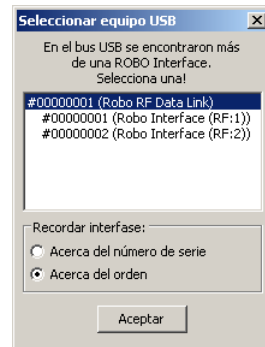 Seleccionar equipo USB
En el bus USB se encontraron más
de una ROBO Interface.
Selecciona una!
#00000001 (Robo RF Data Link)
#00000001 (Robo Interface (RF:1))
#00000002 (Robo Interface (RF:2))
Recordar interfase:
Acerca del número de serie
Acerca del orden
Aceptar